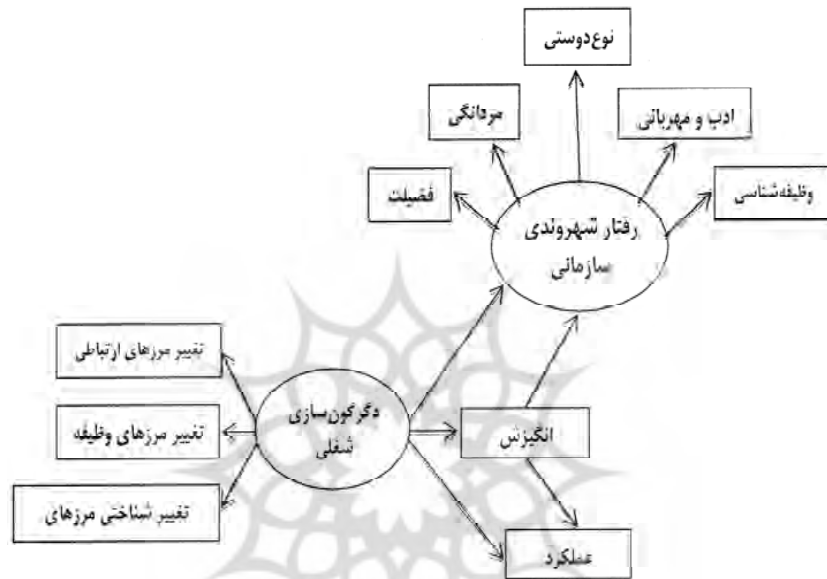 نوع‌دوستی
مردانگی
ادب و مهربانی
فضیلت
وظیفه‌شناسی
رفتار شهروندی
سازمانی
تغییر مرزهای ارتباطی
دگرگون‌سازی
شغلی
تغییر مرزهای وظیفه
انگیزش
تغییر شناختی مرزهای
عملکرد